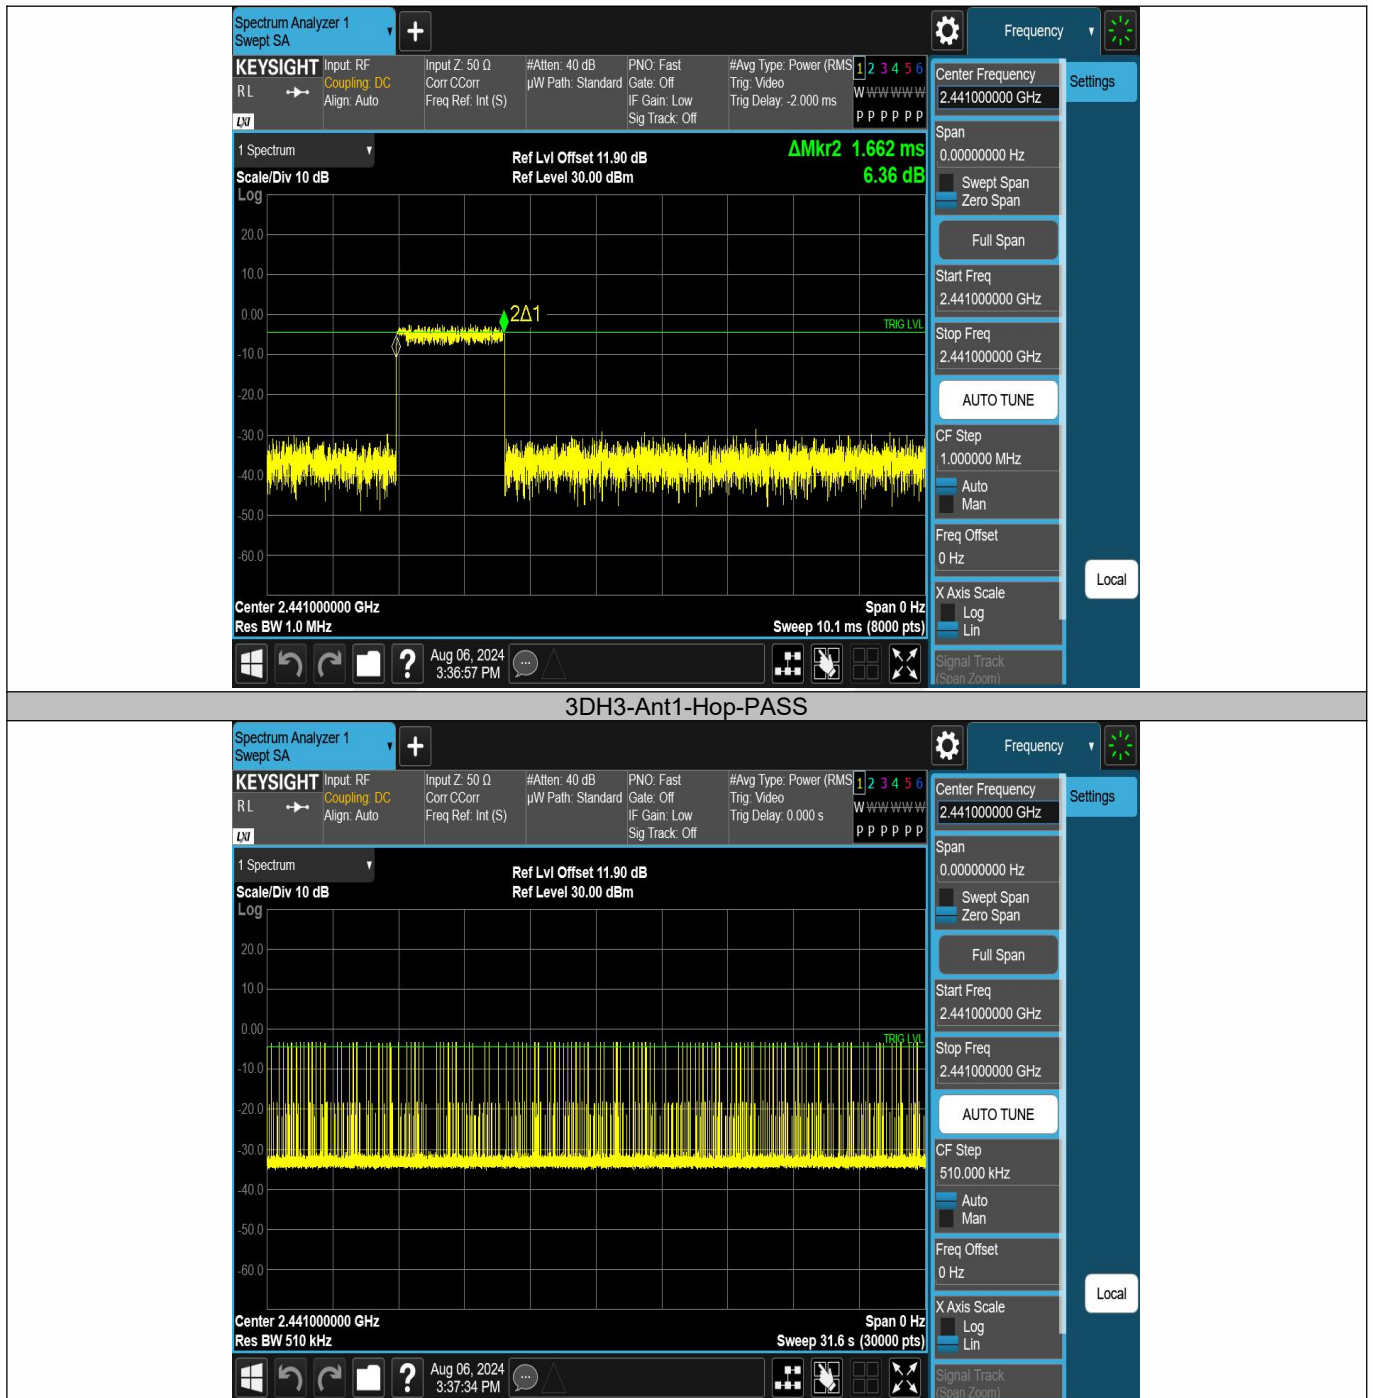 Spectrum Analyzer 1
Swept SA
+
Frequency
KEYSIGHT
RL
LXI
Input: RF
Coupling: DC
Align: Auto
Input Z: 50 Ω
Corr CCorr
Freq Ref: Int (S)
#Atten: 40 dB
µW Path: Standard
PNO: Fast
Gate: Off
IF Gain: Low
Sig Track: Off
#Avg Type: Power (RMS
Trig: Video
Trig Delay: -2.000 ms
1 2 3 4 5 6
W W W W W W
P P P P P P
Center Frequency
2.441000000 GHz
Settings
1 Spectrum
Scale/Div 10 dB
Log
Ref Lvl Offset 11.90 dB
Ref Level 30.00 dBm
ΔMkr2 1.662 ms
6.36 dB
Span
0.00000000 Hz
Swept Span
Zero Span
Full Span
Start Freq
2.441000000 GHz
Stop Freq
2.441000000 GHz
AUTO TUNE
CF Step
1.000000 MHz
Auto
Man
Freq Offset
0 Hz
X Axis Scale
Log
Lin
Signal Track
(Span Zoom)
Local
20.0
10.0
0.00
-10.0
-20.0
-30.0
-40.0
-50.0
-60.0
2Δ1
TRIG LVL
Center 2.441000000 GHz
Res BW 1.0 MHz
Span 0 Hz
Sweep 10.1 ms (8000 pts)
?
Aug 06, 2024
3:36:57 PM
3DH3-Ant1-Hop-PASS
Spectrum Analyzer 1
Swept SA
+
Frequency
KEYSIGHT
RL
LXI
Input: RF
Coupling: DC
Align: Auto
Input Z: 50 Ω
Corr CCorr
Freq Ref: Int (S)
#Atten: 40 dB
µW Path: Standard
PNO: Fast
Gate: Off
IF Gain: Low
Sig Track: Off
#Avg Type: Power (RMS
Trig: Video
Trig Delay: 0.000 s
1 2 3 4 5 6
W W W W W W
P P P P P P
Center Frequency
2.441000000 GHz
Settings
1 Spectrum
Scale/Div 10 dB
Log
Ref Lvl Offset 11.90 dB
Ref Level 30.00 dBm
Span
0.00000000 Hz
Swept Span
Zero Span
Full Span
Start Freq
2.441000000 GHz
Stop Freq
2.441000000 GHz
AUTO TUNE
CF Step
510.000 kHz
Auto
Man
Freq Offset
0 Hz
X Axis Scale
Log
Lin
Signal Track
(Span Zoom)
Local
20.0
10.0
0.00
-10.0
-20.0
-30.0
-40.0
-50.0
-60.0
TRIG LVL
Center 2.441000000 GHz
Res BW 510 kHz
Span 0 Hz
Sweep 31.6 s (30000 pts)
?
Aug 06, 2024
3:37:34 PM